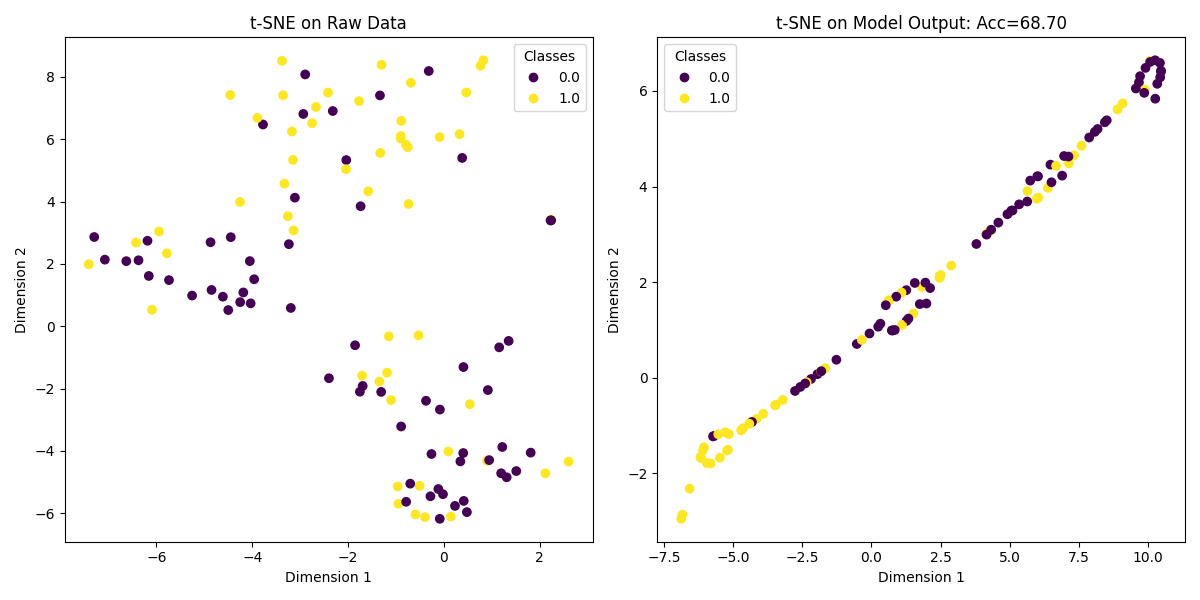 t-SNE on Raw Data
Classes
0.0
1.0
8
6
4
2
0
−2
−4
−6
Dimension 2
−6 −4 −2 0 2
Dimension 1
t-SNE on Model Output: Acc=68.70
Classes
0.0
1.0
6
4
2
0
−2
Dimension 2
−7.5 −5.0 −2.5 0.0 2.5 5.0 7.5 10.0
Dimension 1